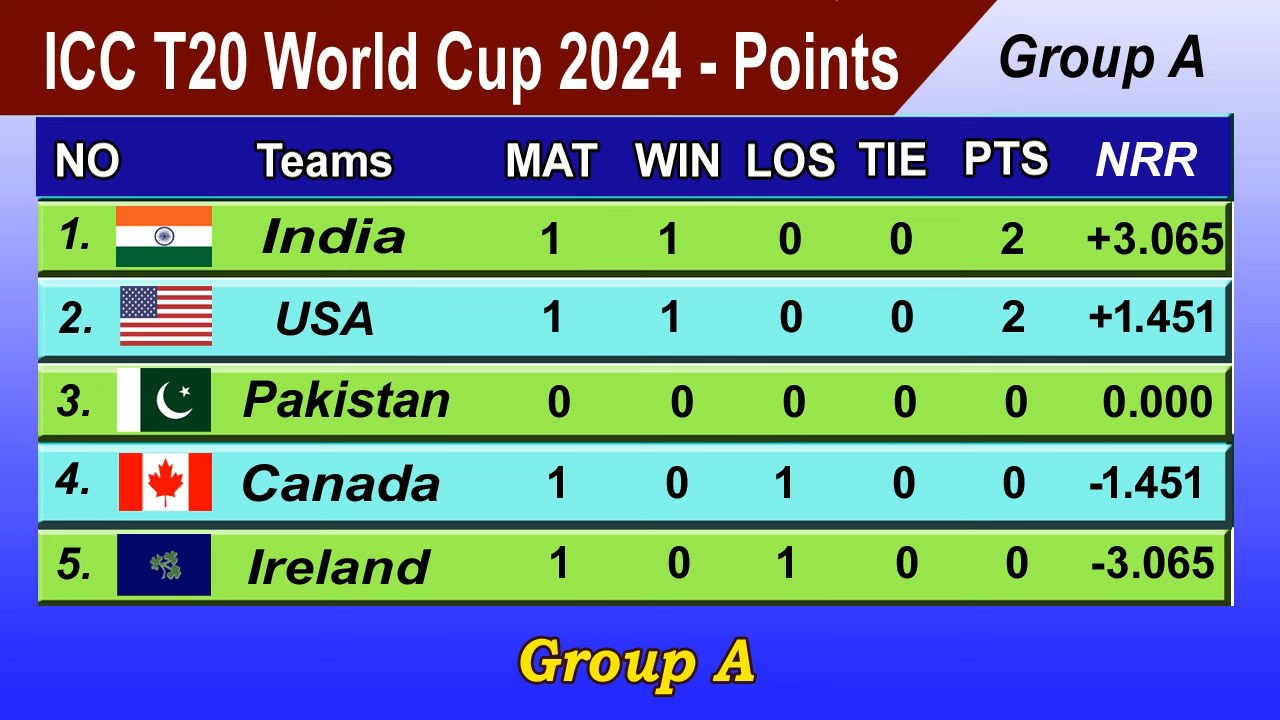 ICC T20 World Cup 2024 - Points Group A
NO Teams MAT WIN LOS TIE PTS NRR
1. India 1 1 0 0 2 +3.065
2. USA 1 1 0 0 2 +1.451
3. Pakistan 0 0 0 0 0 0.000
4. Canada 1 0 1 0 0 -1.451
5. Ireland 1 0 1 0 0 -3.065
Group A